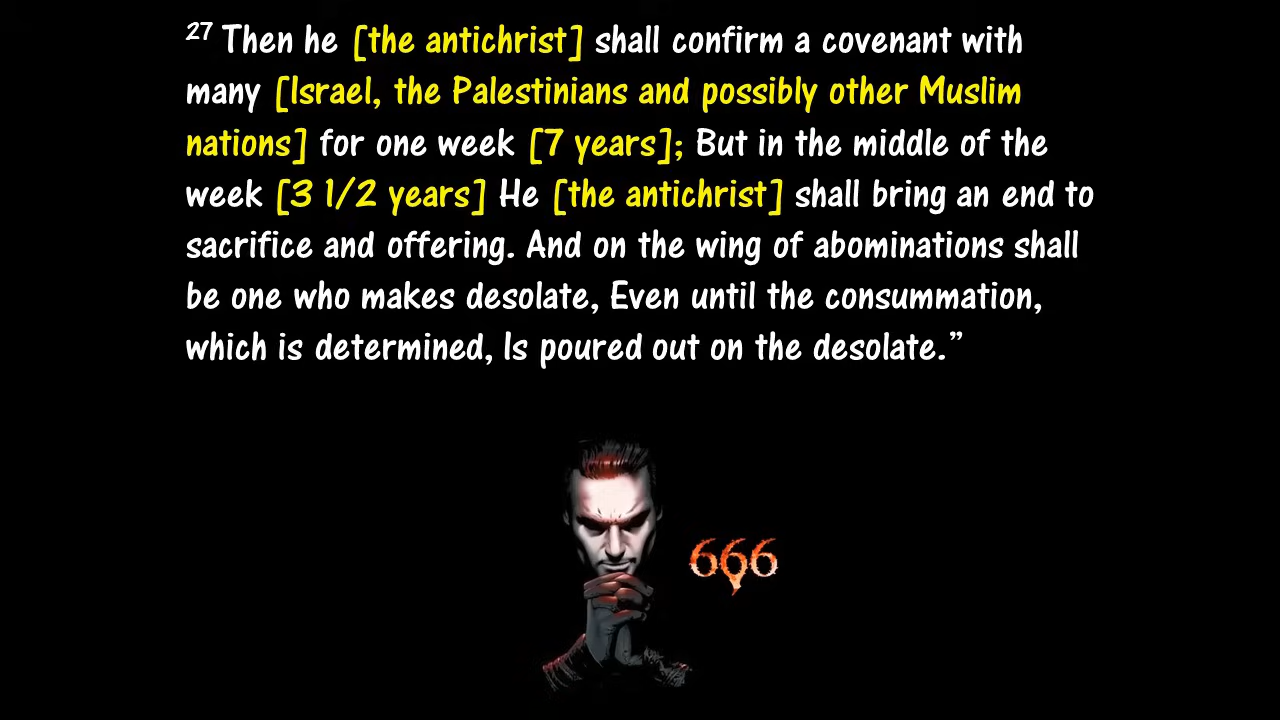 27 Then he [the antichrist] shall confirm a covenant with
many [Israel, the Palestinians and possibly other Muslim
nations] for one week [7 years]; But in the middle of the
week [3 1/2 years] He [the antichrist] shall bring an end to
sacrifice and offering. And on the wing of abominations shall
be one who makes desolate, Even until the consummation,
which is determined, Is poured out on the desolate.”
666